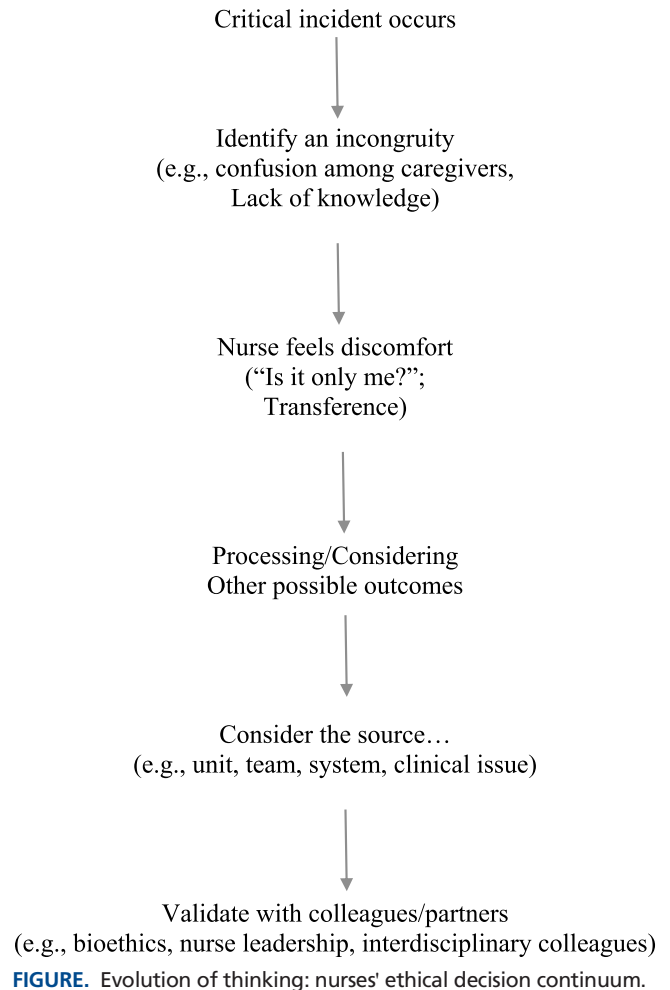 Critical incident occurs
Identify an incongruity
(e.g., confusion among caregivers,
Lack of knowledge)
Nurse feels discomfort
(“Is it only me?”;
Transference)
Processing/Considering
Other possible outcomes
Consider the source…
(e.g., unit, team, system, clinical issue)
Validate with colleagues/partners
(e.g., bioethics, nurse leadership, interdisciplinary colleagues)
FIGURE. Evolution of thinking: nurses' ethical decision continuum.